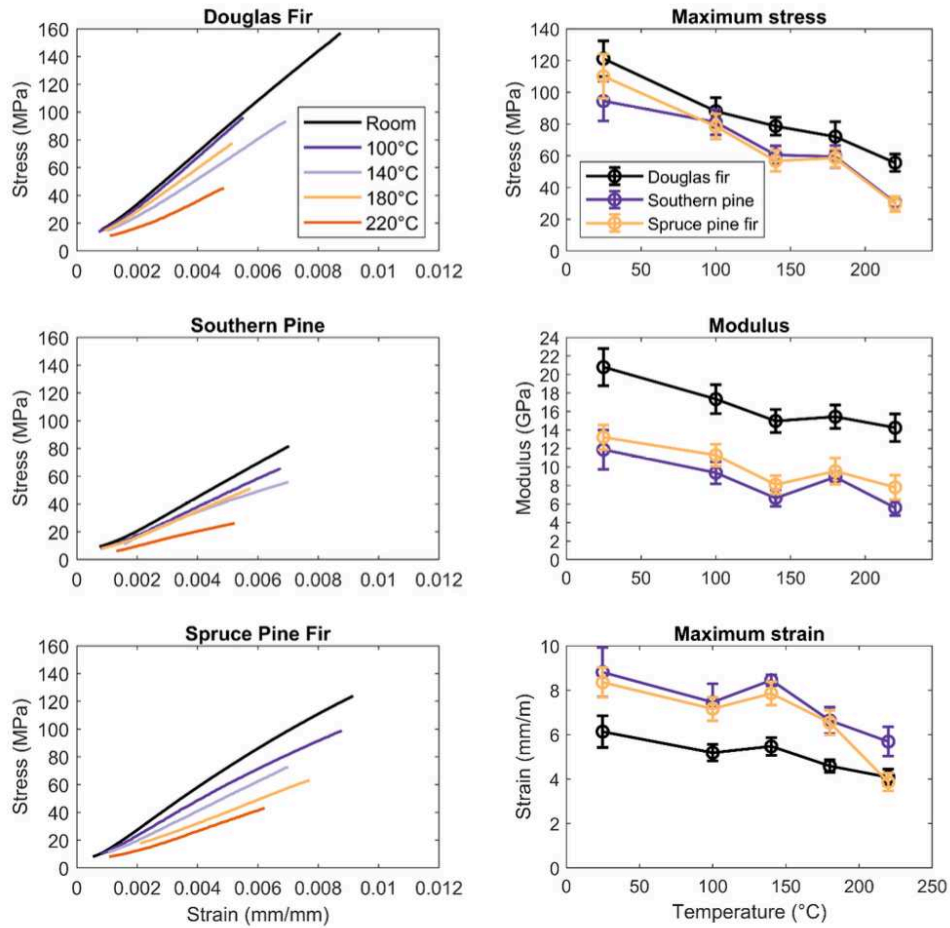 Douglas Fir
160
140
120
100
80
60
40
20
0
Stress (MPa)
Room
100°C
140°C
180°C
220°C
0 0.002 0.004 0.006 0.008 0.01 0.012
Maximum stress
140
120
100
80
60
40
20
0
Stress (MPa)
Douglas fir
Southern pine
Spruce pine fir
0 50 100 150 200
Southern Pine
160
140
120
100
80
60
40
20
0
Stress (MPa)
0 0.002 0.004 0.006 0.008 0.01 0.012
Modulus
24
22
20
18
16
14
12
10
8
6
4
2
0
Modulus (GPa)
0 50 100 150 200
Spruce Pine Fir
160
140
120
100
80
60
40
20
0
Stress (MPa)
0 0.002 0.004 0.006 0.008 0.01 0.012
Strain (mm/mm)
Maximum strain
10
8
6
4
2
0
Strain (mm/m)
0 50 100 150 200 250
Temperature (°C)